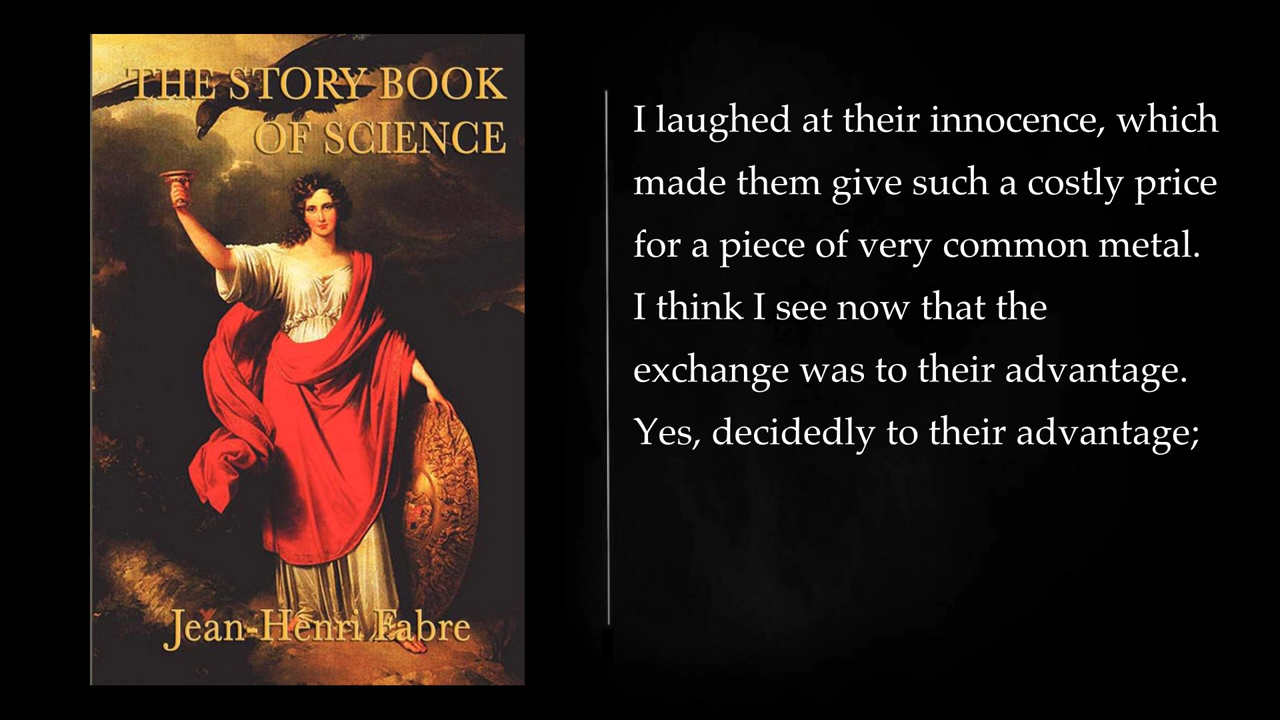 THE STORY BOOK
OF SCIENCE
Jean-Henri Fabre
I laughed at their innocence, which
made them give such a costly price
for a piece of very common metal.
I think I see now that the
exchange was to their advantage.
Yes, decidedly to their advantage;